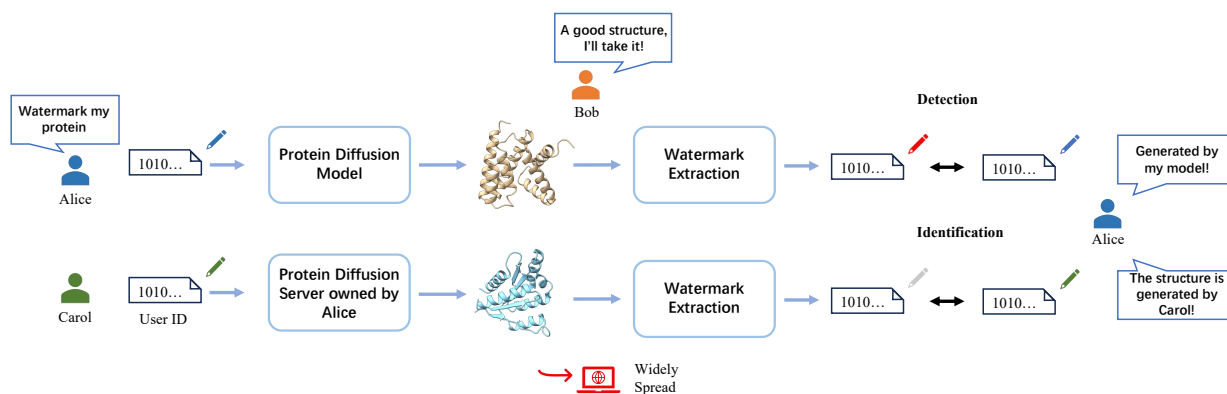 A good structure,
I'll take it!
Bob
Detection
Watermark my
protein
Alice
1010...
Protein Diffusion
Model
Watermark
Extraction
1010...
1010...
Generated by
my model!
Alice
Identification
Carol
1010...
User ID
Protein Diffusion
Server owned by
Alice
Watermark
Extraction
1010...
1010...
The structure is
generated by
Carol!
Widely
Spread